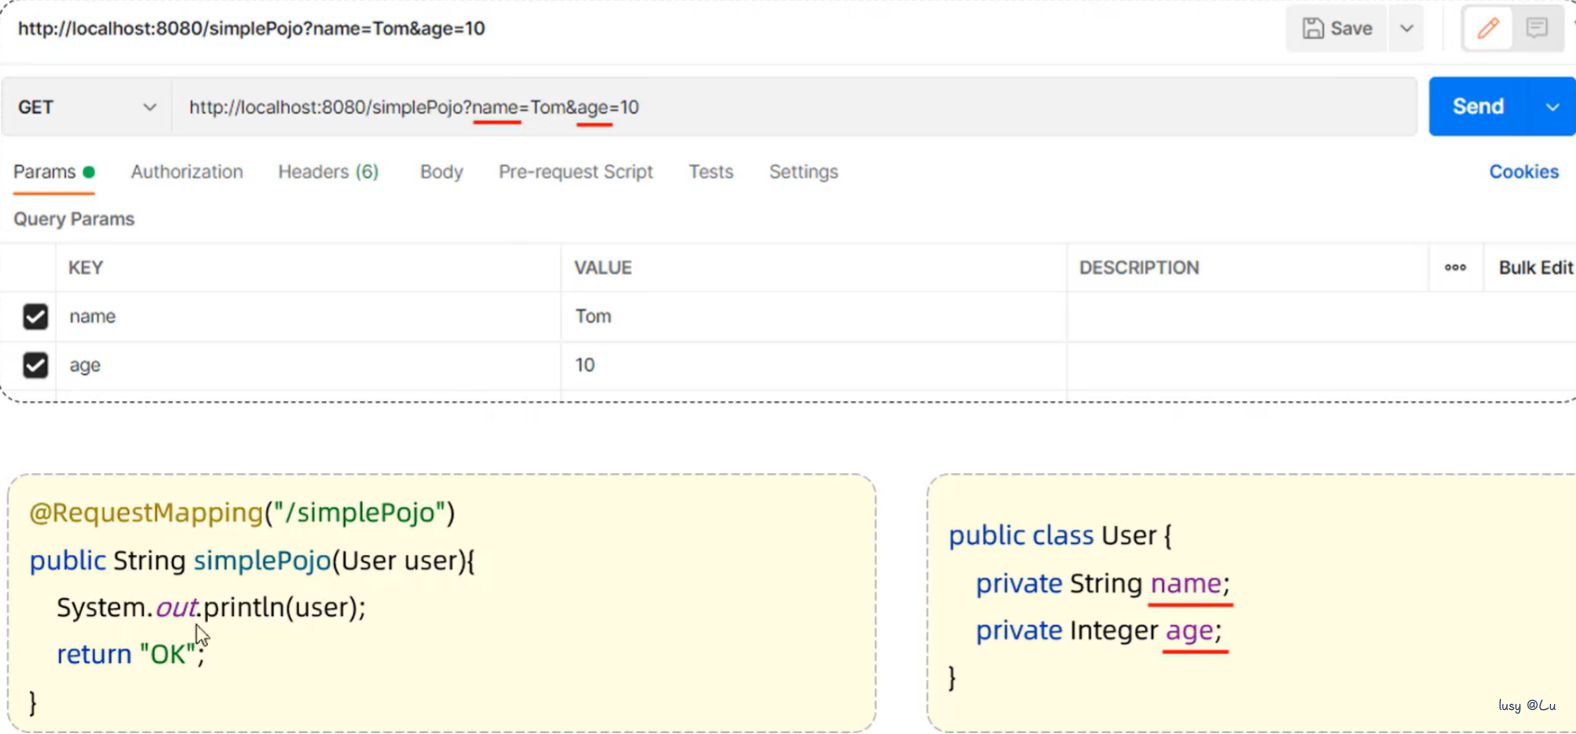 http://localhost:8080/simplePojo?name=Tom&age=10
Save
GET
http://localhost:8080/simplePojo?name=Tom&age=10
Send
Params
Authorization
Headers (6)
Body
Pre-request Script
Tests
Settings
Cookies
Query Params
KEY VALUE DESCRIPTION ooo Bulk Edit
name Tom
age 10
@RequestMapping("/simplePojo")
public String simplePojo(User user){
System.out.println(user);
return "OK";
}
public class User {
private String name;
private Integer age;
}
lusy @Lu